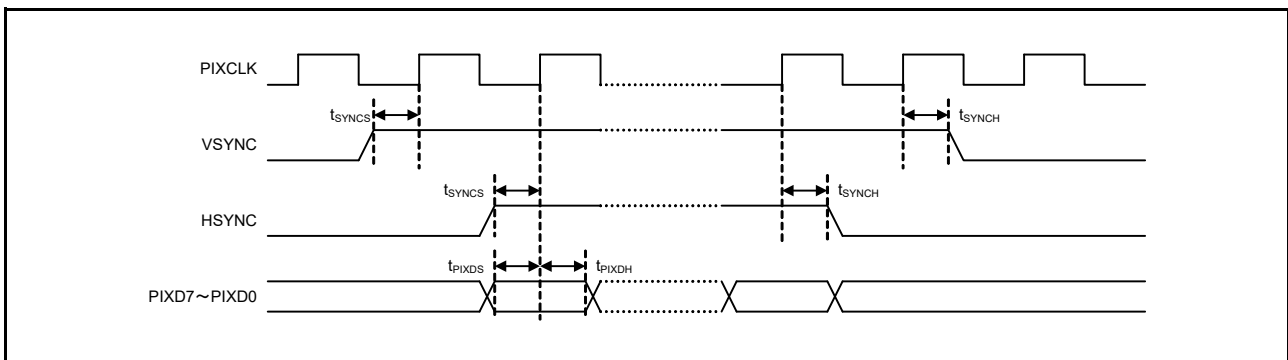 PIXCLK
tSYNCS
tSYNCH
VSYNC
tSYNCS
tSYNCH
HSYNC
tPIXDS
tPIXDH
PIXD7～PIXD0